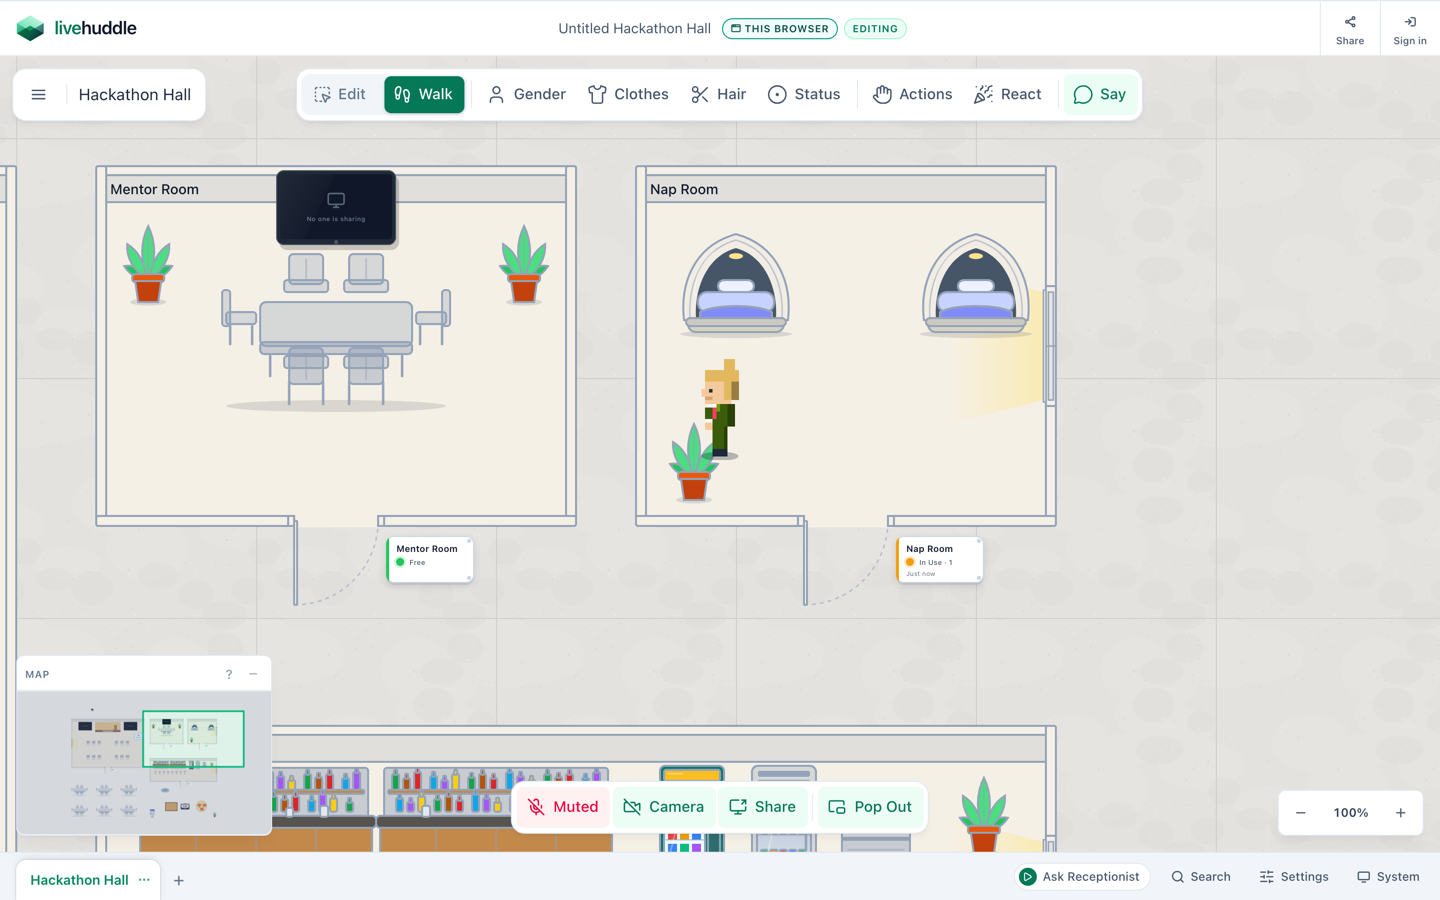 livehuddle
Untitled Hackathon Hall
THIS BROWSER
EDITING
Share
Sign in
Hackathon Hall
Edit
Walk
Gender
Clothes
Hair
Status
Actions
React
Say
Mentor Room
No one is sharing
Nap Room
Mentor Room
Free
Nap Room
In Use · 1
Just now
MAP
?
Muted
Camera
Share
Pop Out
100%
Hackathon Hall
Ask Receptionist
Search
Settings
System